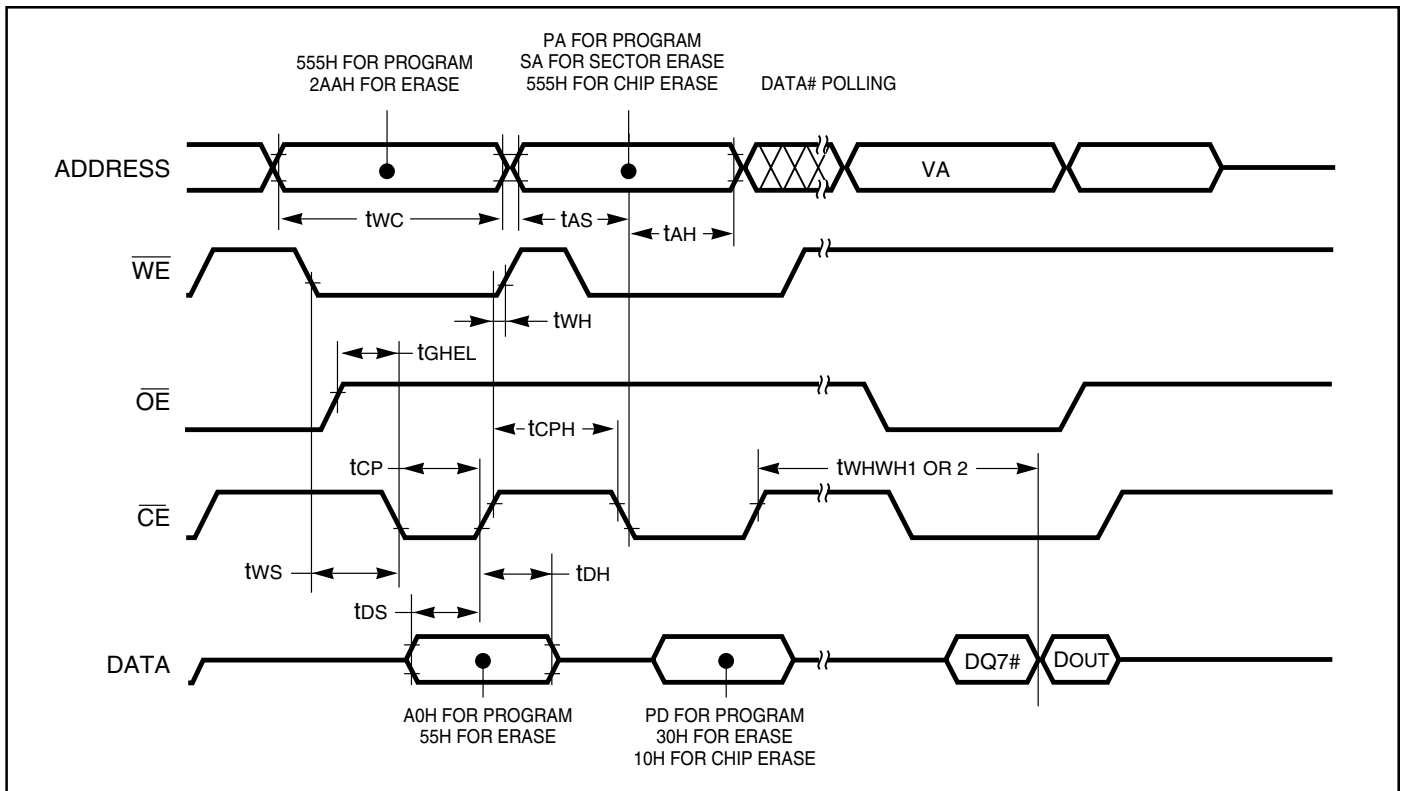 555H FOR PROGRAM
2AAH FOR ERASE
PA FOR PROGRAM
SA FOR SECTOR ERASE
555H FOR CHIP ERASE
DATA# POLLING
ADDRESS
VA
tWC
tAS
tAH
WE
tWH
tGHEL
OE
tCPH
tCP
tWHWH1 OR 2
CE
tWS
tDH
tDS
DATA
DQ7#
DOUT
A0H FOR PROGRAM
55H FOR ERASE
PD FOR PROGRAM
30H FOR ERASE
10H FOR CHIP ERASE